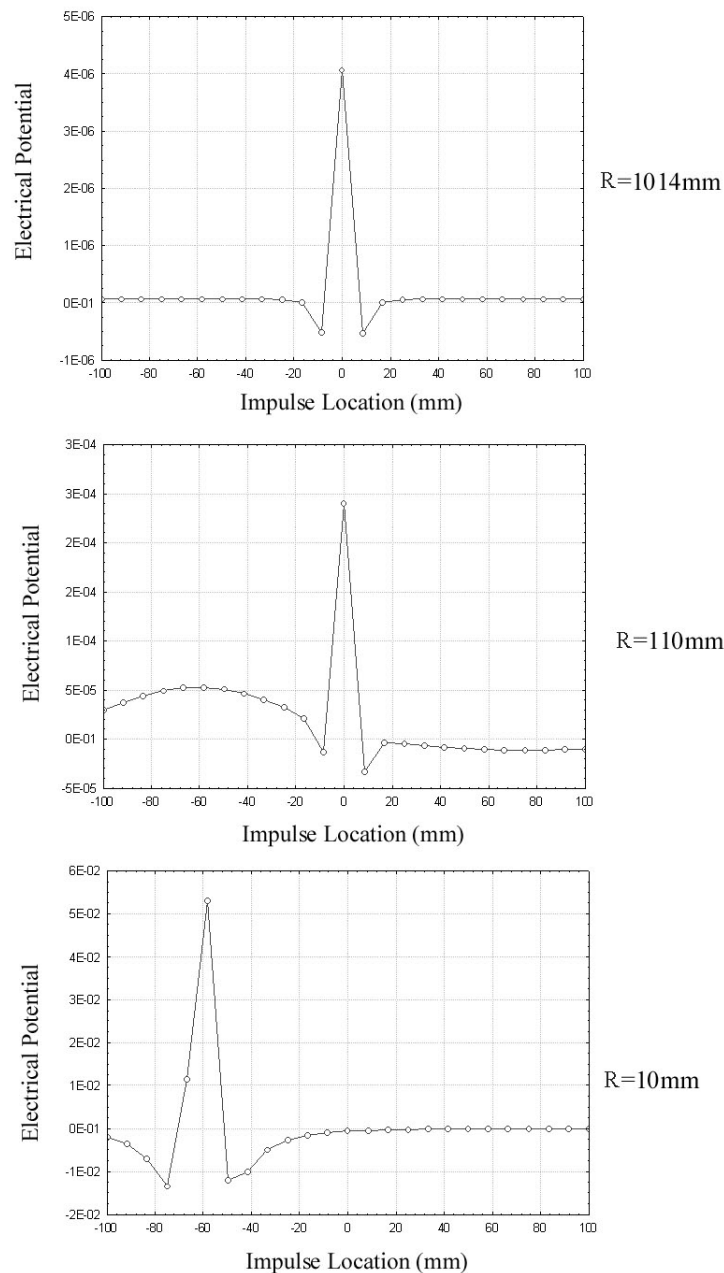 5E-06
4E-06
3E-06
2E-06
1E-06
0E-01
-1E-06
Electrical Potential
-100 -80 -60 -40 -20 0 20 40 60 80 100
Impulse Location (mm)
R=1014mm
3E-04
3E-04
2E-04
2E-04
1E-04
5E-05
0E-01
-5E-05
Electrical Potential
-100 -80 -60 -40 -20 0 20 40 60 80 100
Impulse Location (mm)
R=110mm
6E-02
5E-02
4E-02
3E-02
2E-02
1E-02
0E-01
-1E-02
-2E-02
Electrical Potential
-100 -80 -60 -40 -20 0 20 40 60 80 100
Impulse Location (mm)
R=10mm